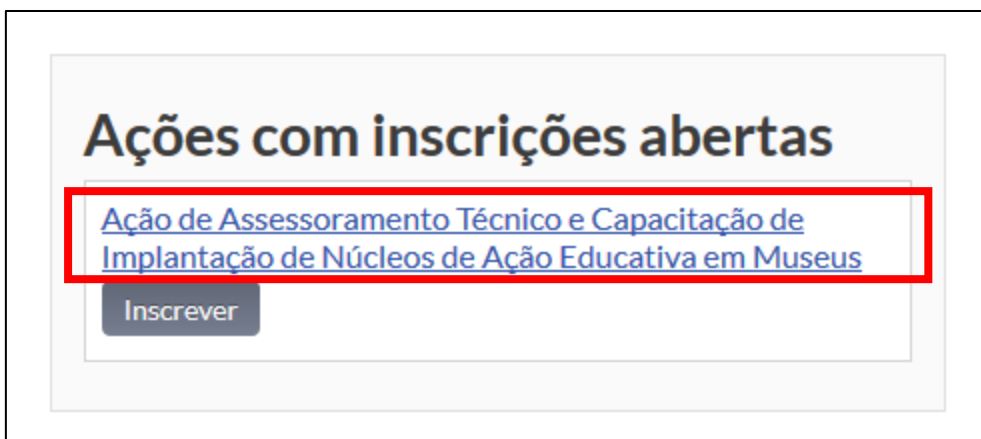 Ações com inscrições abertas
Ação de Assessoramento Técnico e Capacitação de
Implantação de Núcleos de Ação Educativa em Museus
Inscrever